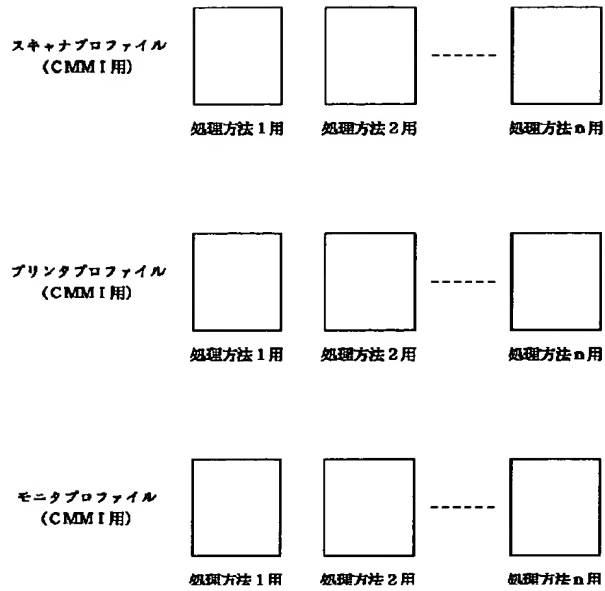 スキャナプロファイル
(CMMI用)
処理方法1用 処理方法2用 処理方法n用
プリンタプロファイル
(CMMI用)
処理方法1用 処理方法2用 処理方法n用
モニタプロファイル
(CMMI用)
処理方法1用 処理方法2用 処理方法n用